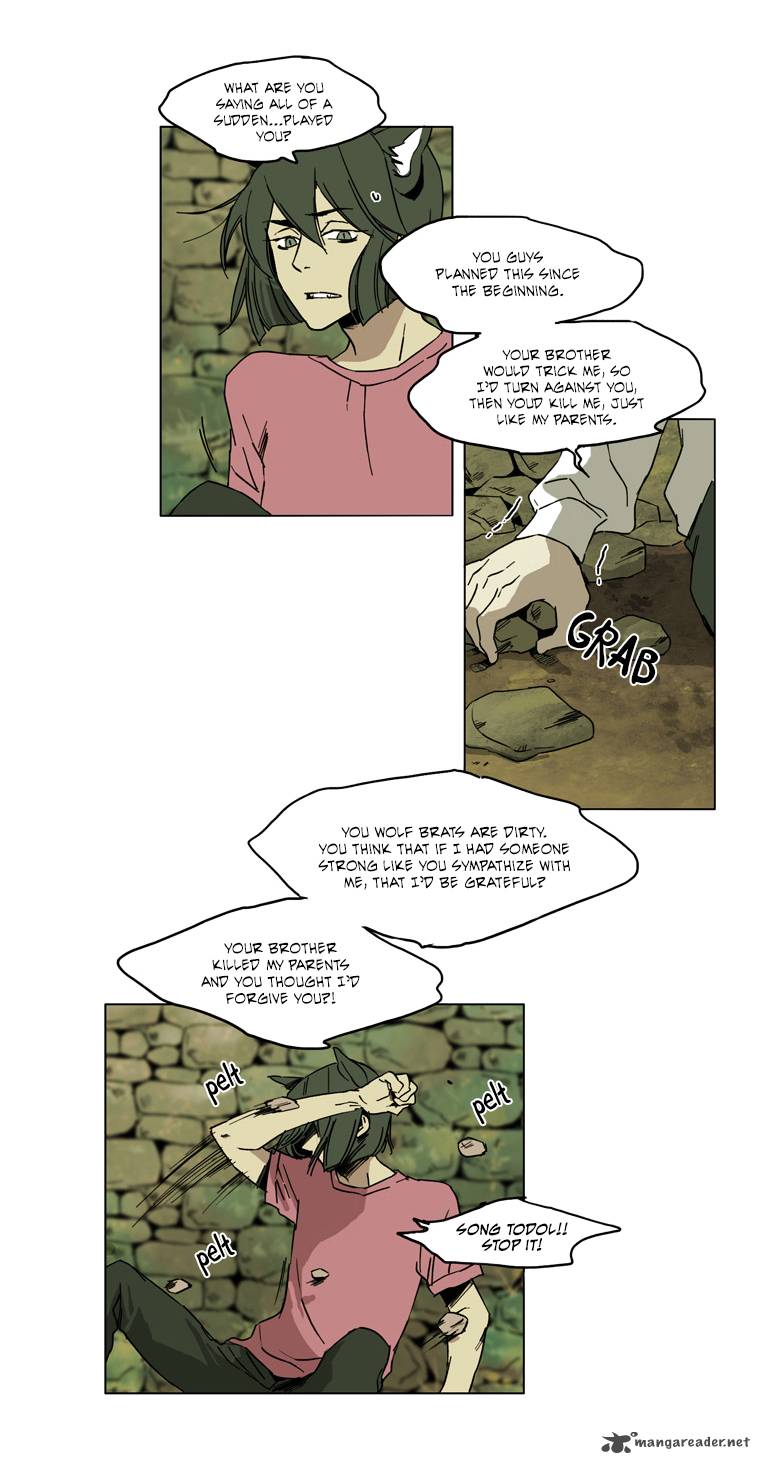 WHAT ARE YOU
SAYING ALL OF A
SUDDEN...PLAYED
YOU?
YOU GUYS
PLANNED THIS SINCE
THE BEGINNING.
YOUR BROTHER
WOULD TRICK ME, SO
I'D TURN AGAINST YOU,
THEN YOUD KILL ME, JUST
LIKE MY PARENTS.
GRAB
YOU WOLF BRATS ARE DIRTY.
YOU THINK THAT IF I HAD SOMEONE
STRONG LIKE YOU SYMPATHIZE WITH
ME, THAT I'D BE GRATEFUL?
YOUR BROTHER
KILLED MY PARENTS
AND YOU THOUGHT I'D
FORGIVE YOU?!
pelt
pelt
pelt
SONG TODOL!!
STOP IT!
mangareader.net